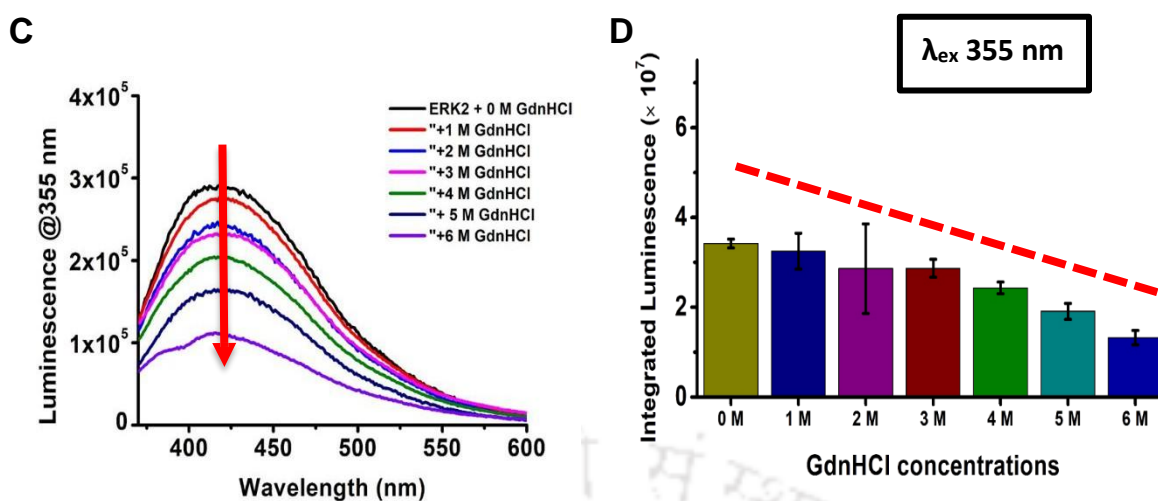 C
Luminescence @355 nm
4x10⁵
3x10⁵
2x10⁵
1x10⁵
0
400 450 500 550 600
Wavelength (nm)
ERK2 + 0 M GdnHCl
"+1 M GdnHCl
"+2 M GdnHCl
"+3 M GdnHCl
"+4 M GdnHCl
"+ 5 M GdnHCl
"+6 M GdnHCl
D
λex 355 nm
Integrated Luminescence (× 10⁷)
6
4
2
0
0 M 1 M 2 M 3 M 4 M 5 M 6 M
GdnHCl concentrations